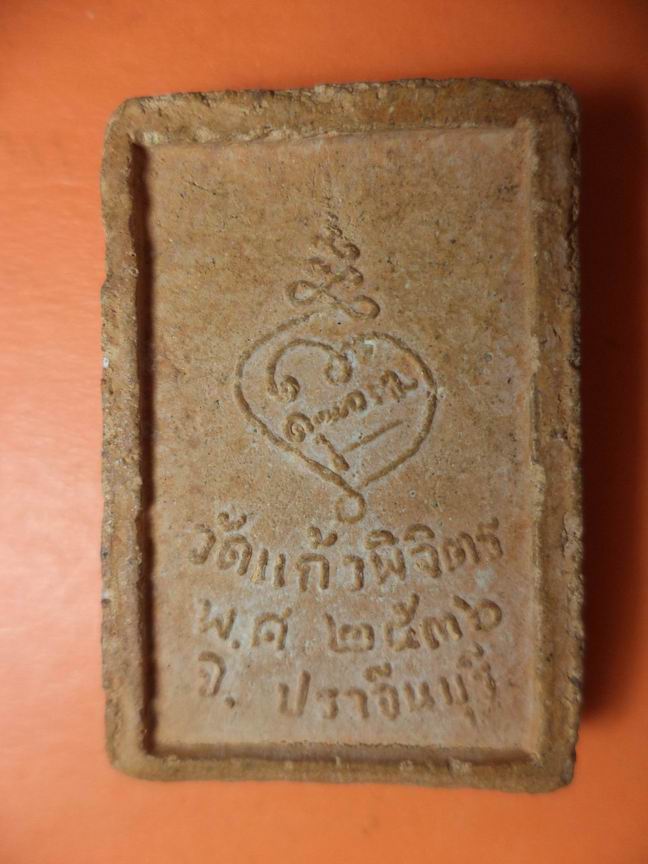 วัดแก้วพิจิตร
พ.ศ ๒๕๓๖
จ. ปราจีนบุรี